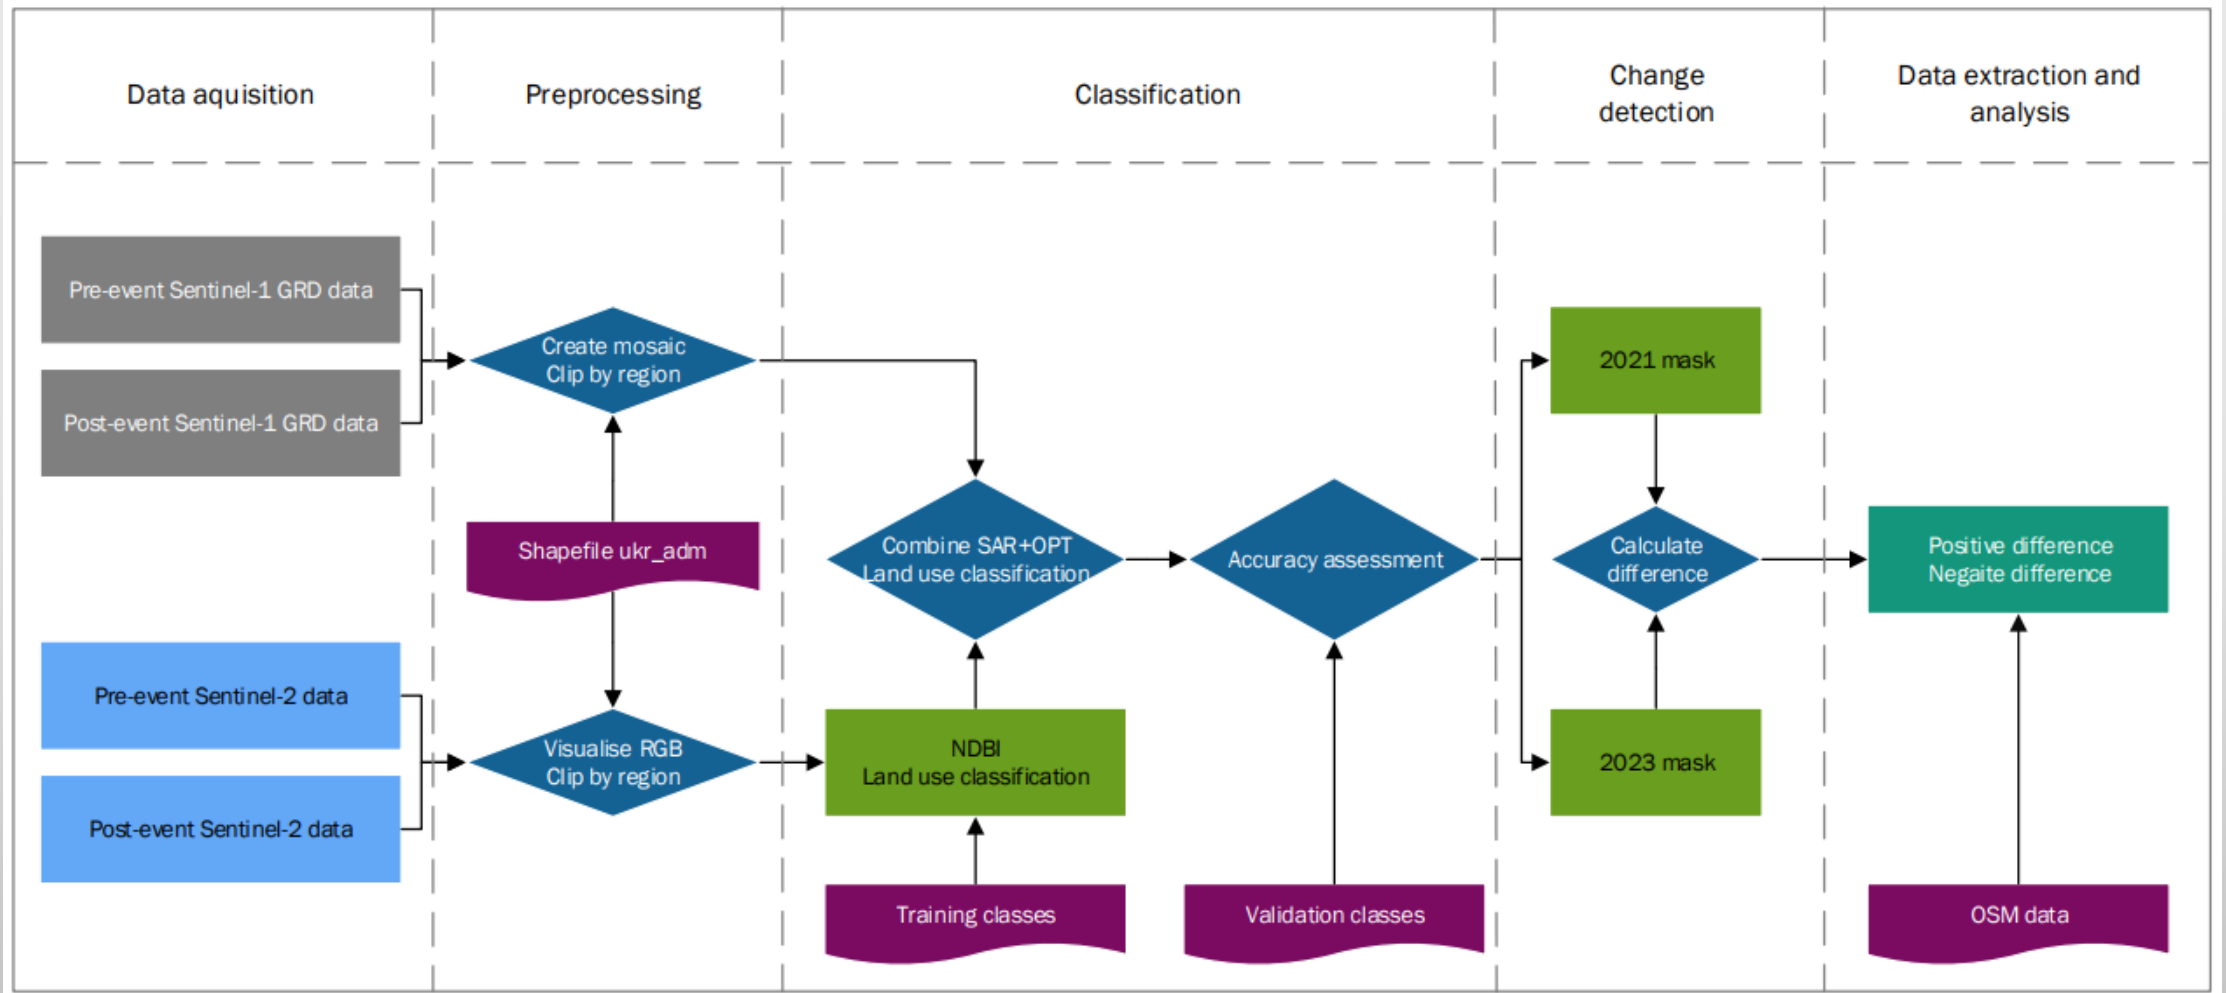 Data aquisition
Preprocessing
Classification
Change
detection
Data extraction and
analysis
Pre-event Sentinel-1 GRD data
Post-event Sentinel-1 GRD data
Create mosaic
Clip by region
Shapefile ukr_adm
Pre-event Sentinel-2 data
Post-event Sentinel-2 data
Visualise RGB
Clip by region
Combine SAR+OPT
Land use classification
NDBI
Land use classification
Training classes
Accuracy assessment
Validation classes
2021 mask
Calculate
difference
2023 mask
Positive difference
Negaite difference
OSM data